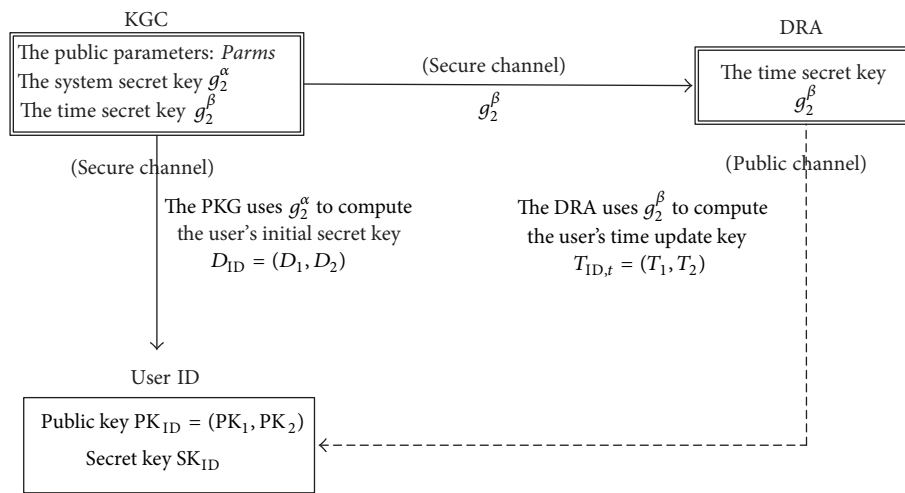 KGC
The public parameters: Parms
The system secret key g_2^α
The time secret key g_2^β
(Secure channel)
g_2^β
DRA
The time secret key
g_2^β
(Secure channel)
(Public channel)
The PKG uses g_2^α to compute
the user's initial secret key
D_ID = (D_1, D_2)
The DRA uses g_2^β to compute
the user's time update key
T_ID,t = (T_1, T_2)
User ID
Public key PK_ID = (PK_1, PK_2)
Secret key SK_ID